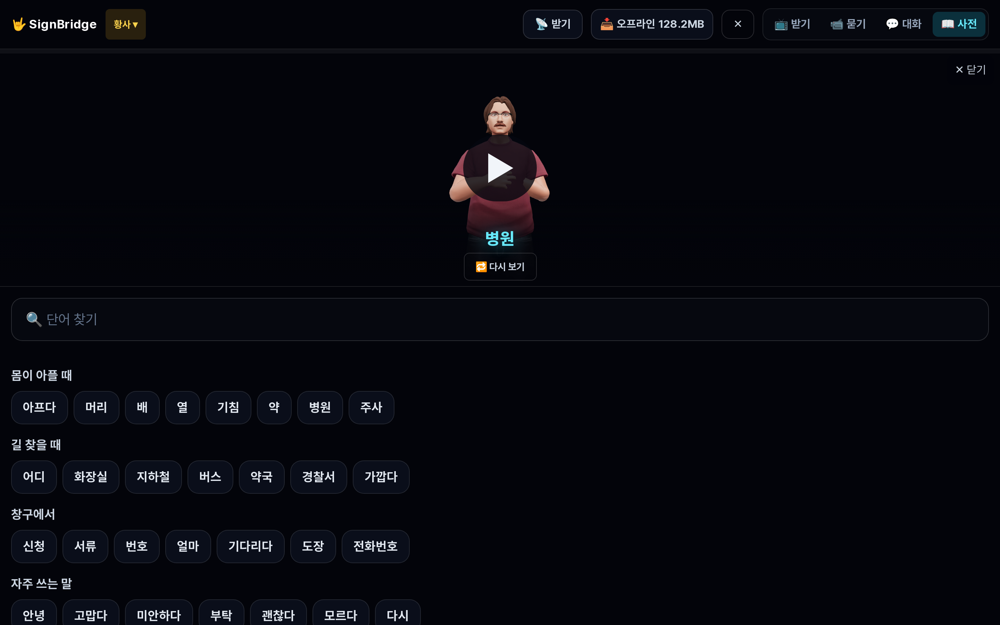 🤟 SignBridge 황사 ▾ 📡 받기 📥 오프라인 128.2MB ✕ 📺 받기 📹 묻기 💬 대화 📖 사전
✕ 닫기
병원
🔁 다시 보기
🔍 단어 찾기
몸이 아플 때
아프다 머리 배 열 기침 약 병원 주사
길 찾을 때
어디 화장실 지하철 버스 약국 경찰서 가깝다
창구에서
신청 서류 번호 얼마 기다리다 도장 전화번호
자주 쓰는 말
안녕 고맙다 미안하다 부탁 괜찮다 모르다 다시